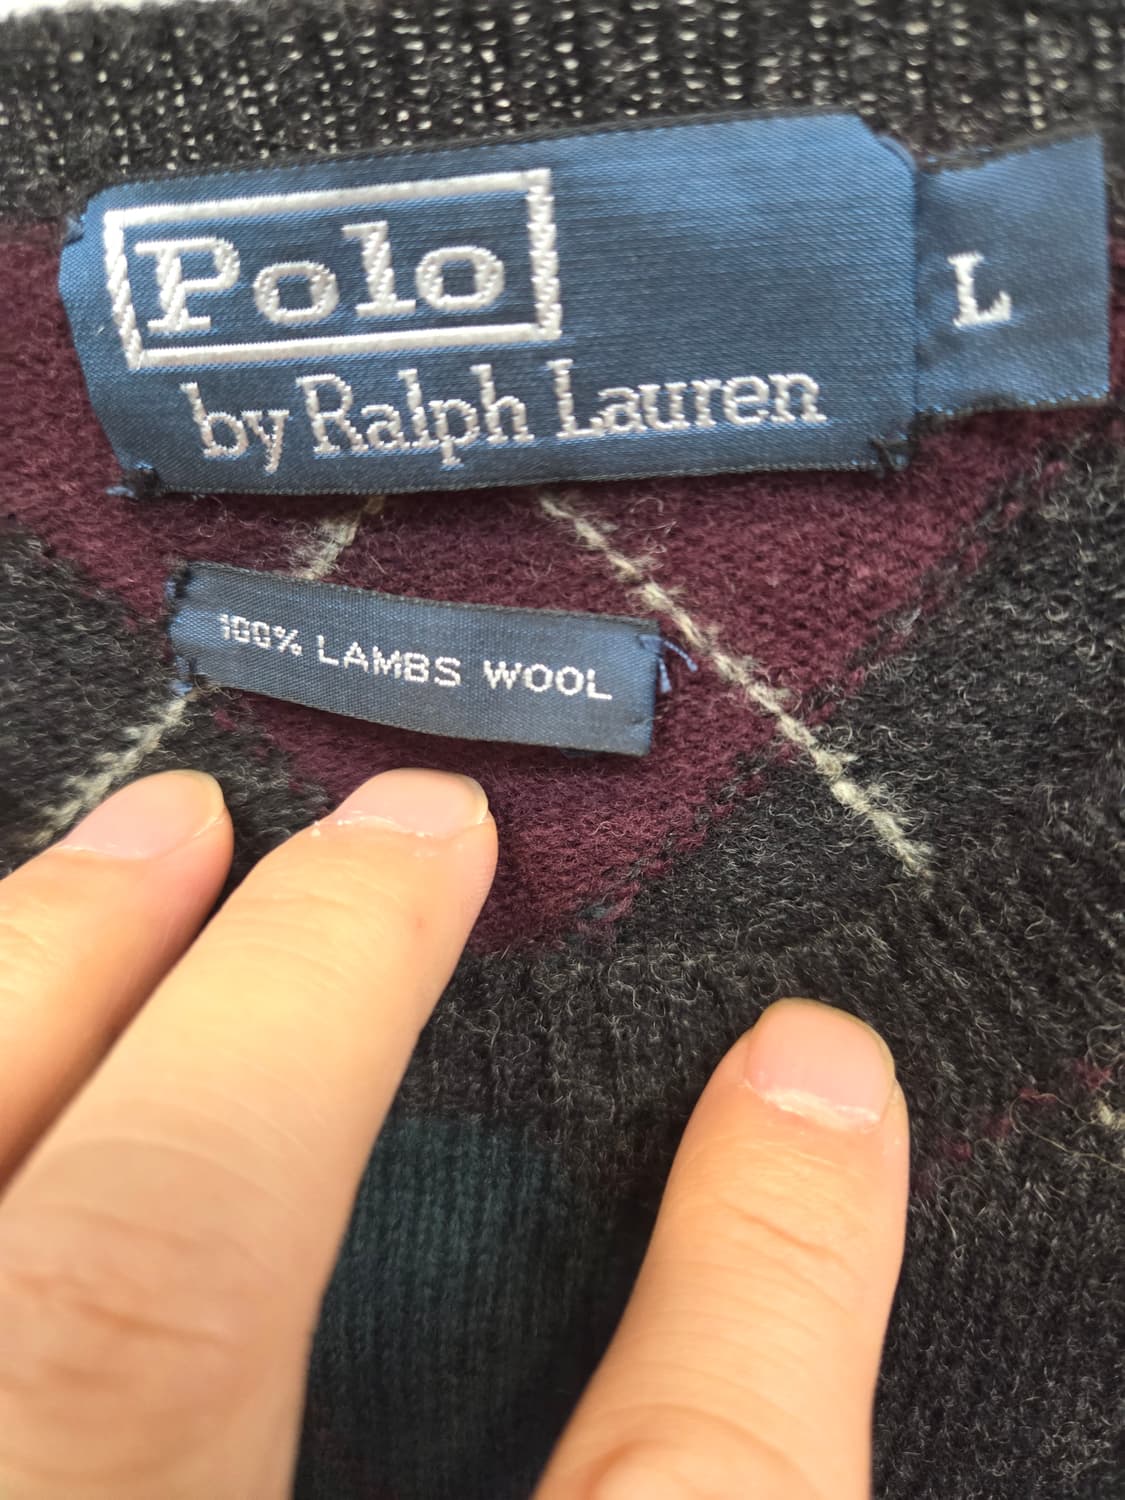 Polo
by Ralph Lauren
L
100% LAMBS WOOL